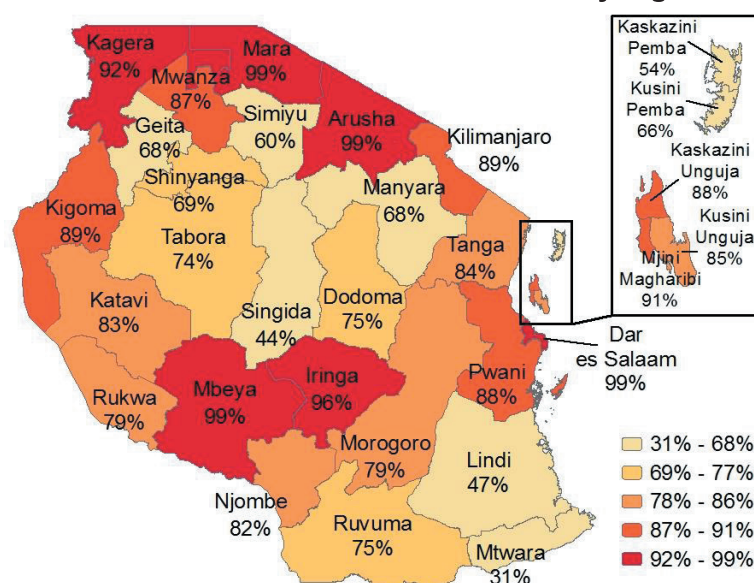 Kagera
92%
Mara
99%
Mwanza
87%
Simiyu
60%
Arusha
99%
Geita
68%
Kilimanjaro
89%
Shinyanga
69%
Manyara
68%
Kigoma
89%
Tabora
74%
Tanga
84%
Katavi
83%
Singida
44%
Dodoma
75%
Dar
es Salaam
99%
Rukwa
79%
Mbeya
99%
Iringa
96%
Pwani
88%
Morogoro
79%
Lindi
47%
Njombe
82%
Ruvuma
75%
Mtwara
31%
Kaskazini
Pemba
54%
Kusini
Pemba
66%
Kaskazini
Unguja
88%
Kusini
Unguja
85%
Mjini
Magharibi
91%
31% - 68%
69% - 77%
78% - 86%
87% - 91%
92% - 99%